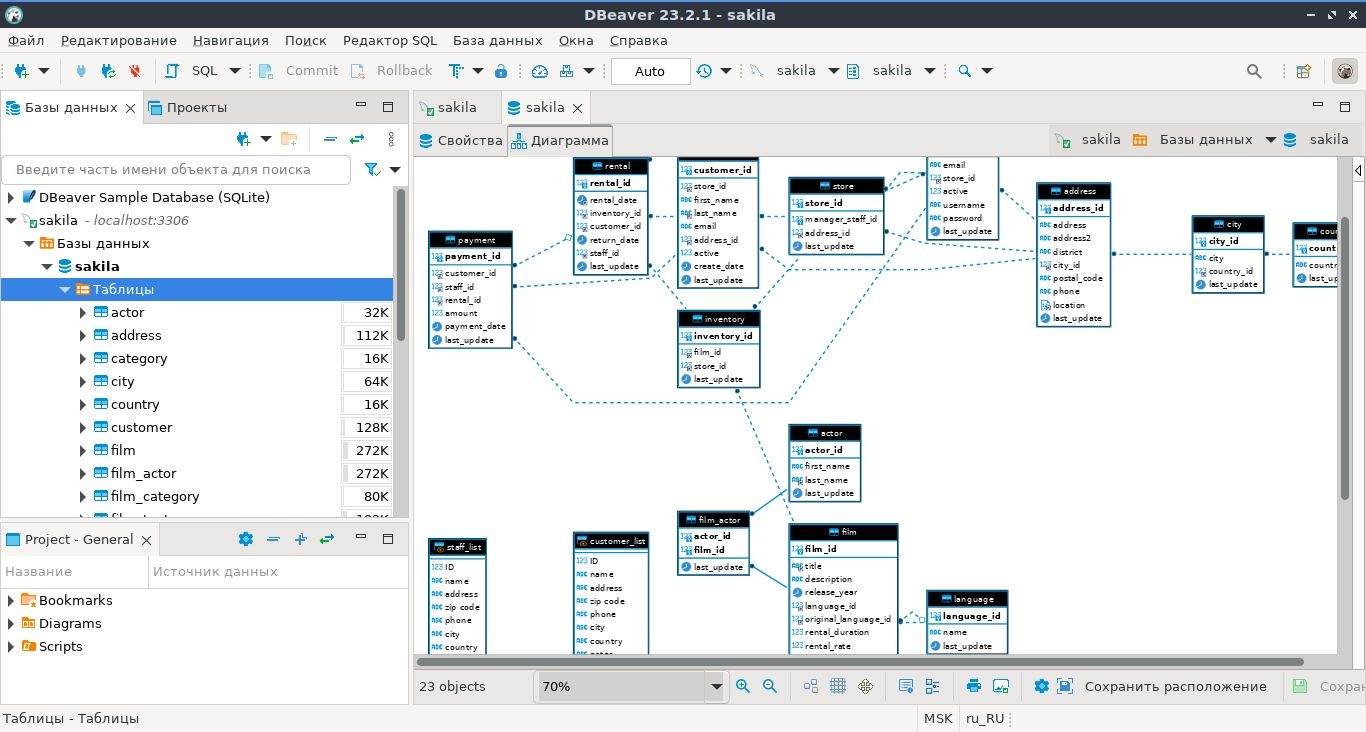 DBeaver 23.2.1 - sakila
Файл Редактирование Навигация Поиск Редактор SQL База данных Окна Справка
SQL Commit Rollback Auto sakila sakila
Базы данных Проекты
Введите часть имени объекта для поиска
DBeaver Sample Database (SQLite)
sakila - localhost:3306
Базы данных
sakila
Таблицы
actor 32K
address 112K
category 16K
city 64K
country 16K
customer 128K
film 272K
film_actor 272K
film_category 80K
Project - General
Название Источник данных
Bookmarks
Diagrams
Scripts
sakila sakila
Свойства Диаграмма sakila Базы данных sakila
payment
payment_id
customer_id
staff_id
rental_id
amount
payment_date
last_update
rental
rental_id
rental_date
inventory_id
customer_id
return_date
staff_id
last_update
customer_id
store_id
first_name
last_name
email
address_id
active
create_date
last_update
store
store_id
manager_staff_id
address_id
last_update
email
store_id
active
username
password
last_update
address
address_id
address
address2
district
city_id
postal_code
phone
location
last_update
city
city_id
city
country_id
last_update
coun
count
countr
last_up
inventory
inventory_id
film_id
store_id
last_update
actor
actor_id
first_name
last_name
last_update
film_actor
actor_id
film_id
last_update
film
film_id
title
description
release_year
language_id
original_language_id
rental_duration
rental_rate
language
language_id
name
last_update
staff_list
ID
name
address
zip code
phone
city
country
customer_list
ID
name
address
zip code
phone
city
country
23 objects 70% Сохранить расположение Сохран
Таблицы - Таблицы MSK ru_RU